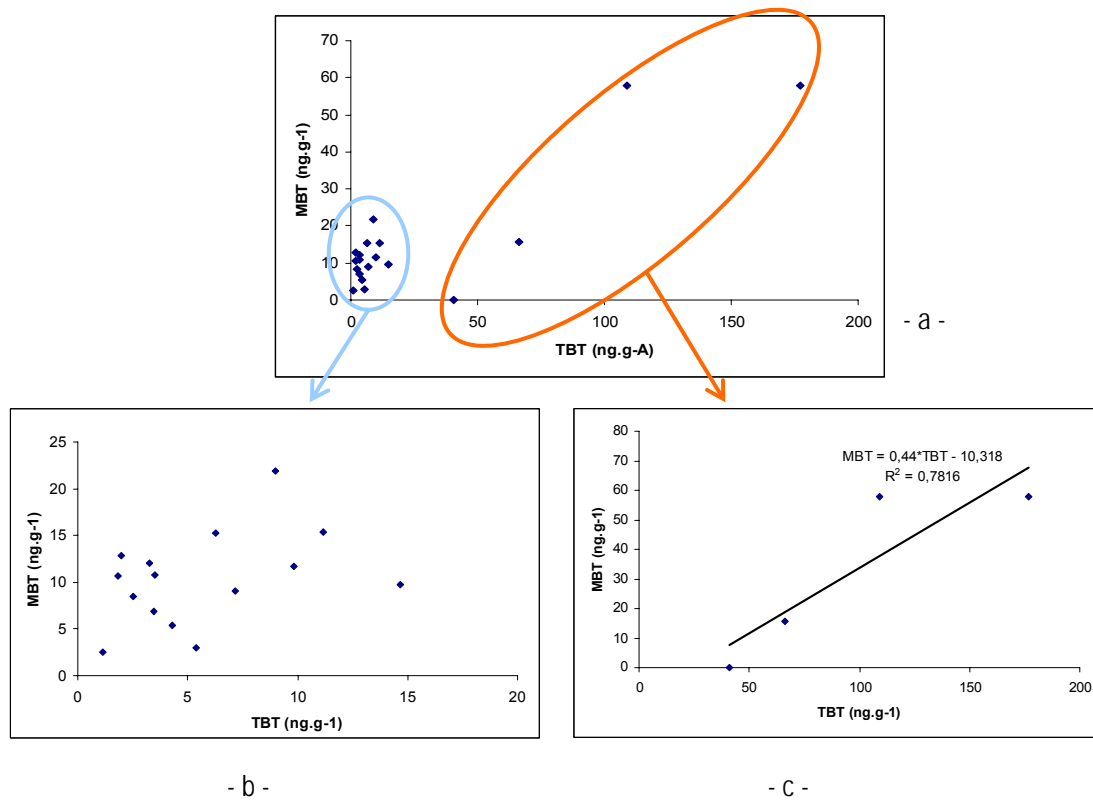 70
60
50
40
30
20
10
0
MBT (ng.g-1)
0 50 100 150 200
TBT (ng.g-A)
- a -
25
20
15
10
5
0
MBT (ng.g-1)
0 5 10 15 20
TBT (ng.g-1)
- b -
80
70
60
50
40
30
20
10
0
MBT (ng.g-1)
MBT = 0,44*TBT - 10,318
R² = 0,7816
0 50 100 150 200
TBT (ng.g-1)
- c -